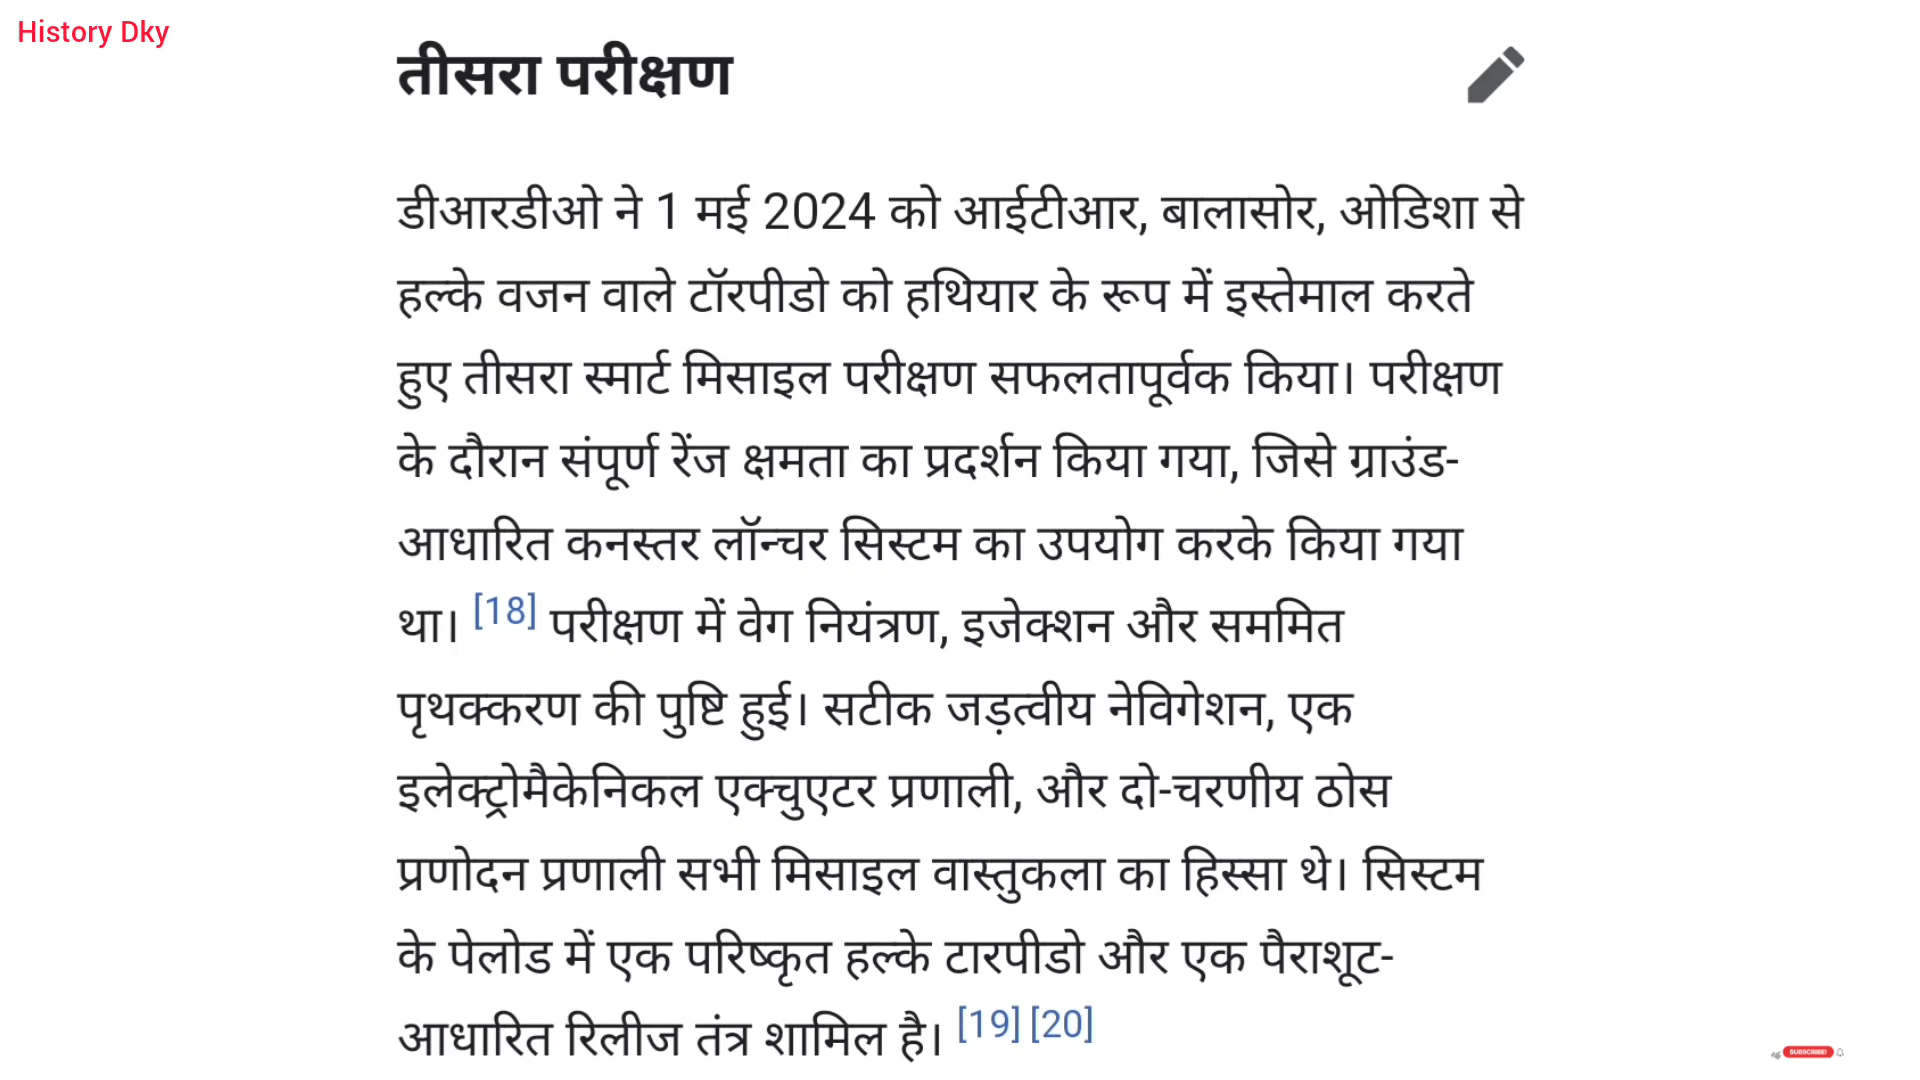 History Dky
तीसरा परीक्षण
डीआरडीओ ने 1 मई 2024 को आईटीआर, बालासोर, ओडिशा से
हल्के वजन वाले टॉरपीडो को हथियार के रूप में इस्तेमाल करते
हुए तीसरा स्मार्ट मिसाइल परीक्षण सफलतापूर्वक किया। परीक्षण
के दौरान संपूर्ण रेंज क्षमता का प्रदर्शन किया गया, जिसे ग्राउंड-
आधारित कनस्तर लॉन्चर सिस्टम का उपयोग करके किया गया
था। [18] परीक्षण में वेग नियंत्रण, इजेक्शन और सममित
पृथक्करण की पुष्टि हुई। सटीक जड़त्वीय नेविगेशन, एक
इलेक्ट्रोमैकेनिकल एक्चुएटर प्रणाली, और दो-चरणीय ठोस
प्रणोदन प्रणाली सभी मिसाइल वास्तुकला का हिस्सा थे। सिस्टम
के पेलोड में एक परिष्कृत हल्के टारपीडो और एक पैराशूट-
आधारित रिलीज तंत्र शामिल है। [19] [20]
SUBSCRIBE!